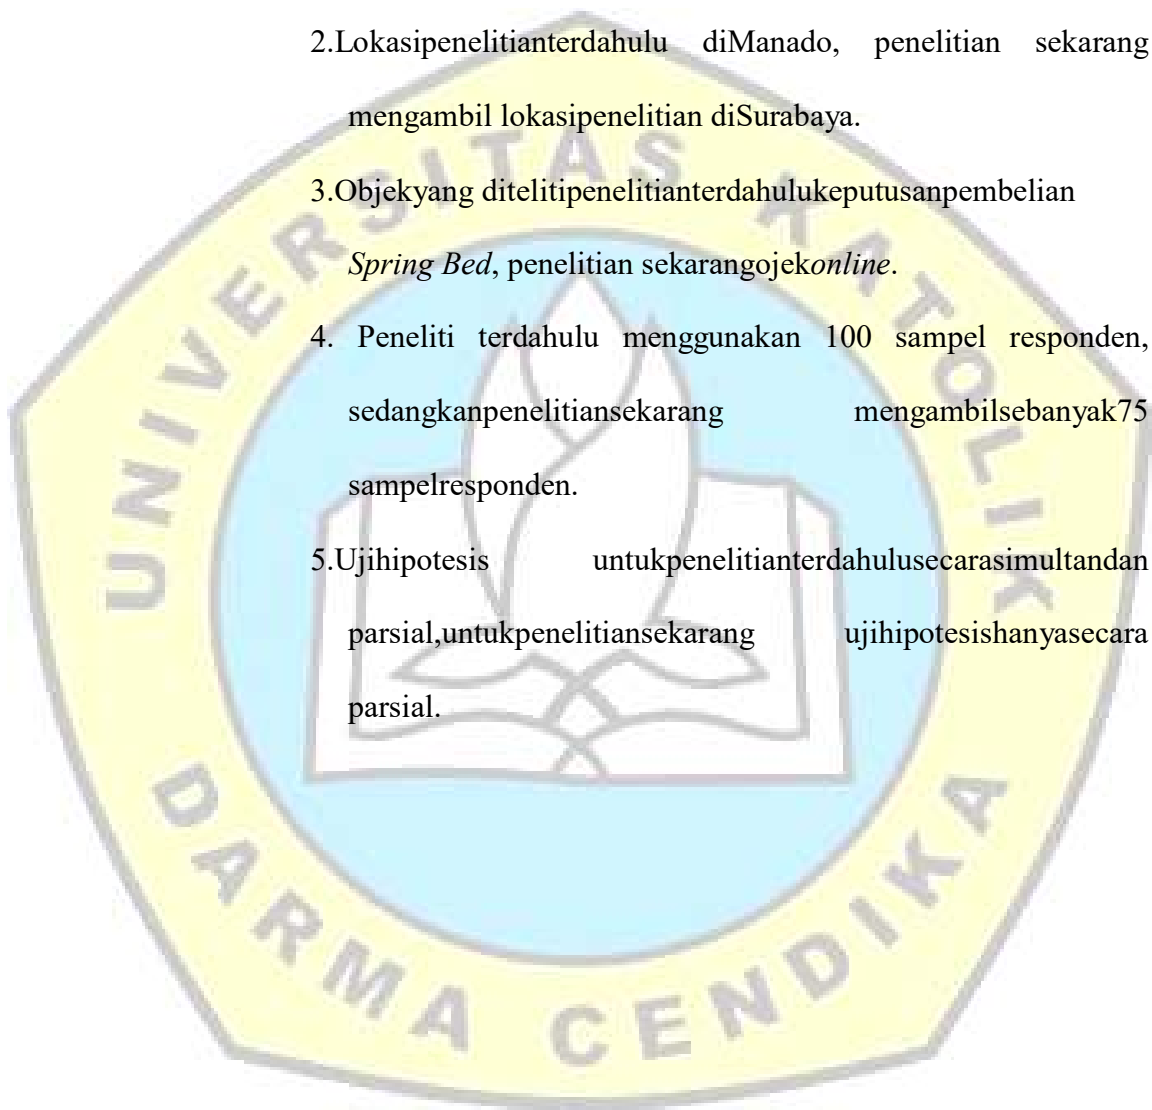 2.Lokasipenelitianterdahulu diManado, penelitian sekarang
mengambil lokasipenelitian diSurabaya.
3.Objekyang ditelitipenelitianterdahulukeputusanpembelian
Spring Bed, penelitian sekarangojekonline.
4. Peneliti terdahulu menggunakan 100 sampel responden,
sedangkanpenelitiansekarang mengambilsebanyak75
sampelresponden.
5.Ujihipotesis untukpenelitianterdahulusecarasimultandan
parsial,untukpenelitiansekarang ujihipotesishanyasecara
parsial.
UNIVERSITAS KATOLIK
DARMA CENDIKA